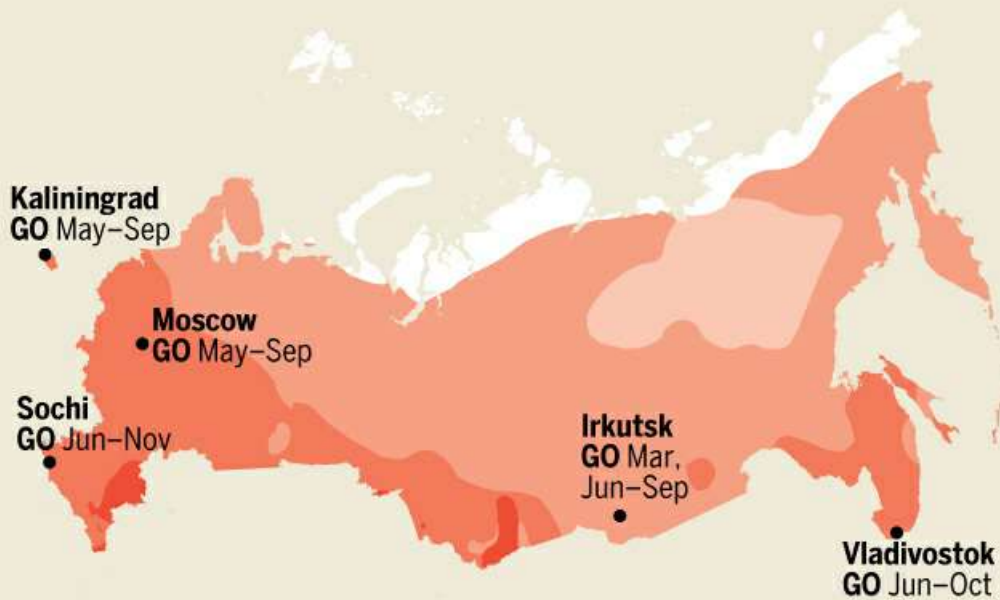 Kaliningrad
GO May–Sep
Moscow
GO May–Sep
Sochi
GO Jun–Nov
Irkutsk
GO Mar,
Jun–Sep
Vladivostok
GO Jun–Oct